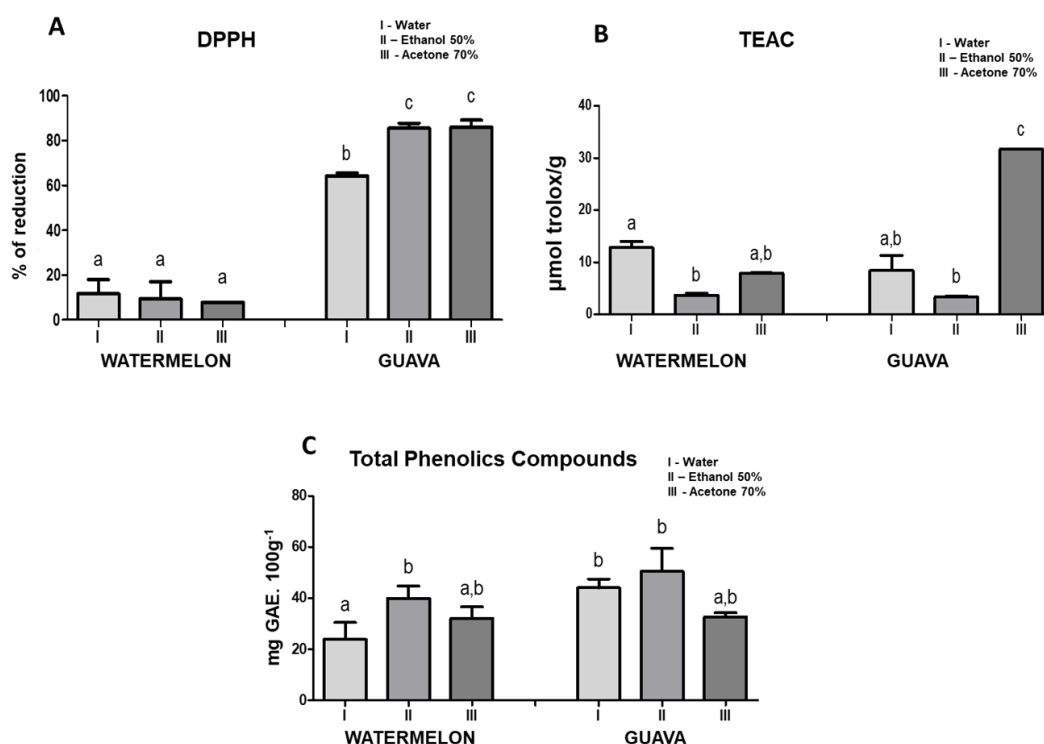 A
DPPH
I - Water
II – Ethanol 50%
III - Acetone 70%
% of reduction
100
80
60
40
20
0
a
a
a
b
c
c
I
II
III
I
II
III
WATERMELON
GUAVA
B
TEAC
I - Water
II – Ethanol 50%
III - Acetone 70%
µmol trolox/g
40
30
20
10
0
a
b
a,b
a,b
b
c
I
II
III
I
II
III
WATERMELON
GUAVA
C
Total Phenolics Compounds
I - Water
II – Ethanol 50%
III - Acetone 70%
mg GAE. 100g⁻¹
80
60
40
20
0
a
b
a,b
b
b
a,b
I
II
III
I
II
III
WATERMELON
GUAVA